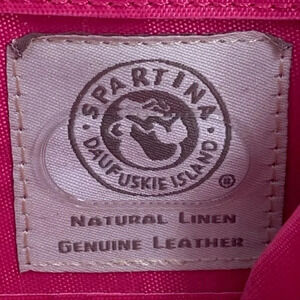 • SPARTINA •
DAUFUSKIE ISLAND
®
NATURAL LINEN
GENUINE LEATHER